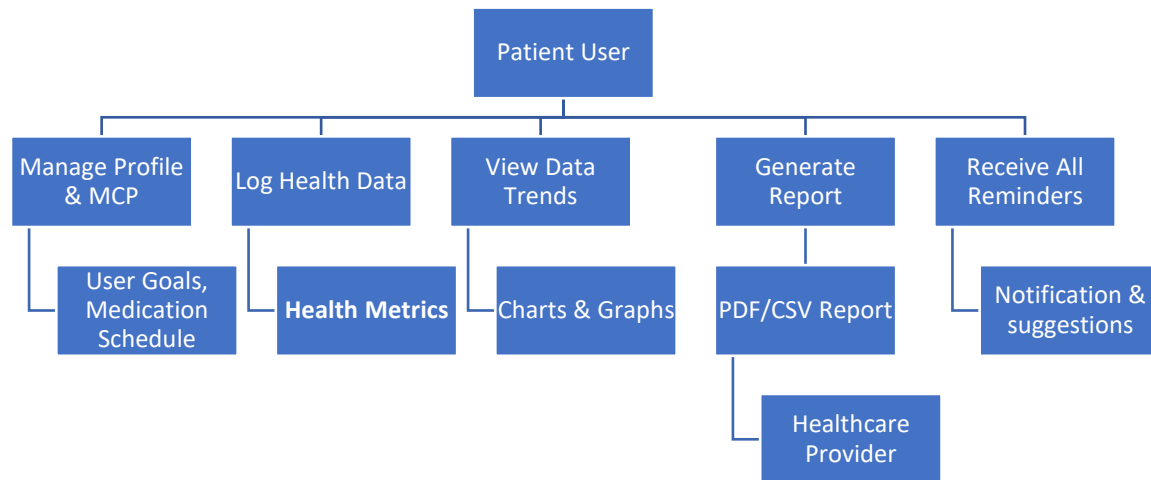 Patient User
Manage Profile
& MCP
Log Health Data
View Data
Trends
Generate
Report
Receive All
Reminders
User Goals,
Medication
Schedule
Health Metrics
Charts & Graphs
PDF/CSV Report
Notification &
suggestions
Healthcare
Provider